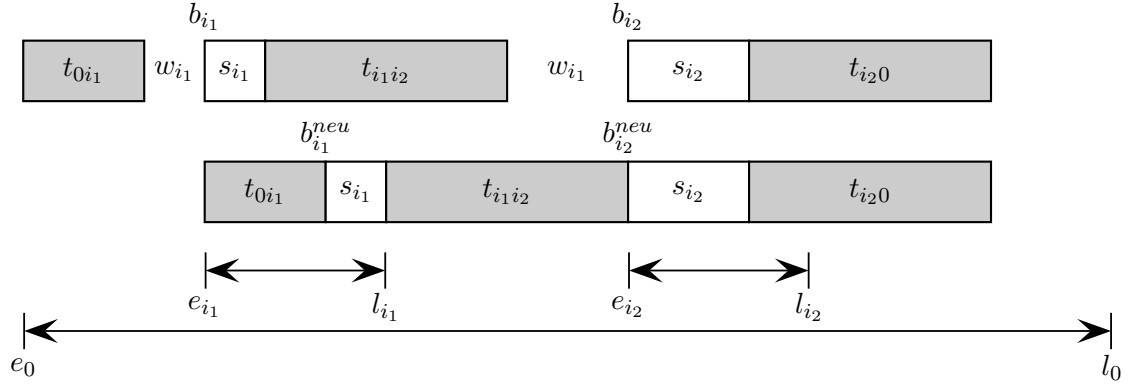 b_{i_1} b_{i_2}
t_{0i_1} w_{i_1} s_{i_1} t_{i_1i_2} w_{i_1} s_{i_2} t_{i_20}
b_{i_1}^{neu} b_{i_2}^{neu}
t_{0i_1} s_{i_1} t_{i_1i_2} s_{i_2} t_{i_20}
e_{i_1} l_{i_1} e_{i_2} l_{i_2}
e_0 l_0